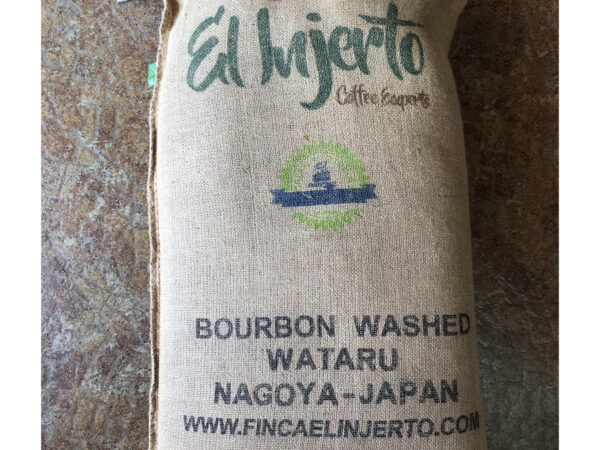 El Injerto
Coffee Exports
BOURBON WASHED
WATARU
NAGOYA-JAPAN
WWW.FINCAELINJERTO.COM